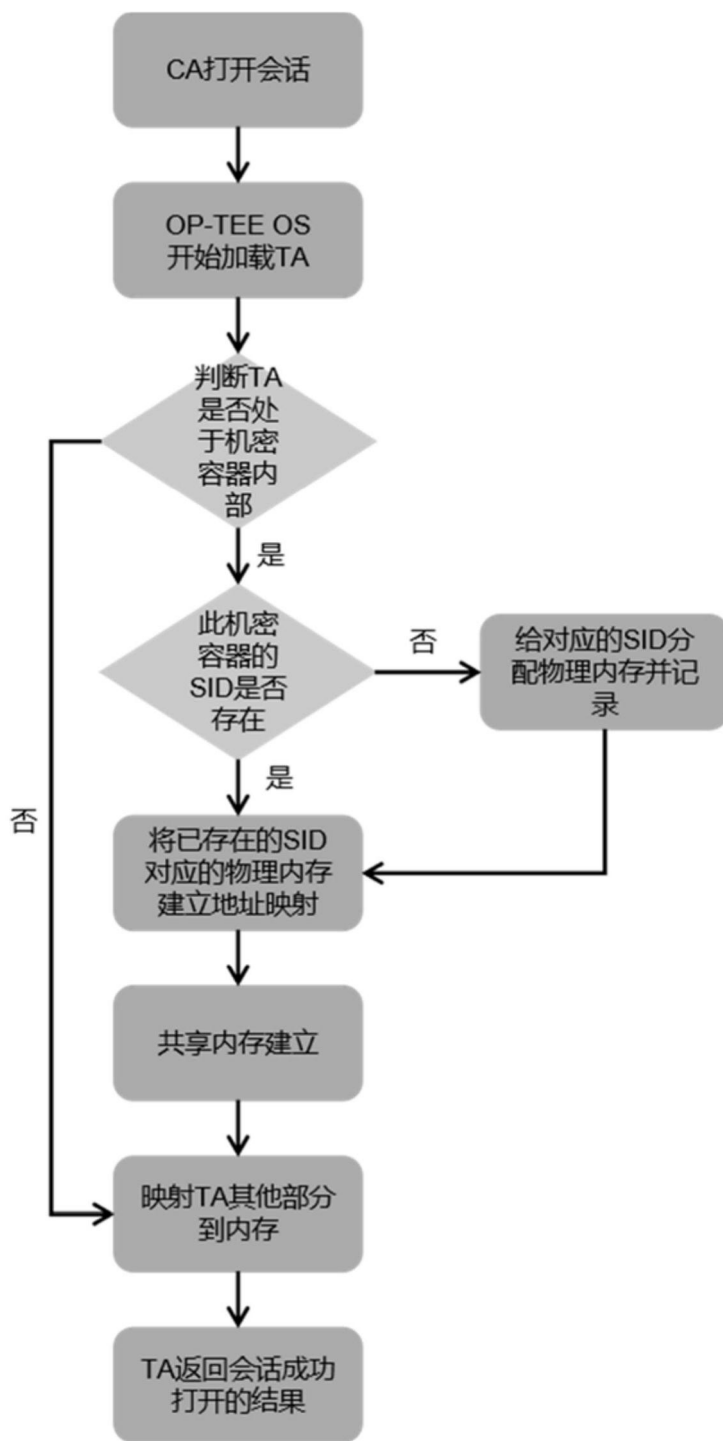 CA打开会话
OP-TEE OS
开始加载TA
判断TA
是否处
于机密
容器内
部
是
此机密
容器的
SID是否
存在
否
给对应的SID分
配物理内存并记
录
是
否
将已存在的SID
对应的物理内存
建立地址映射
共享内存建立
映射TA其他部分
到内存
TA返回会话成功
打开的结果